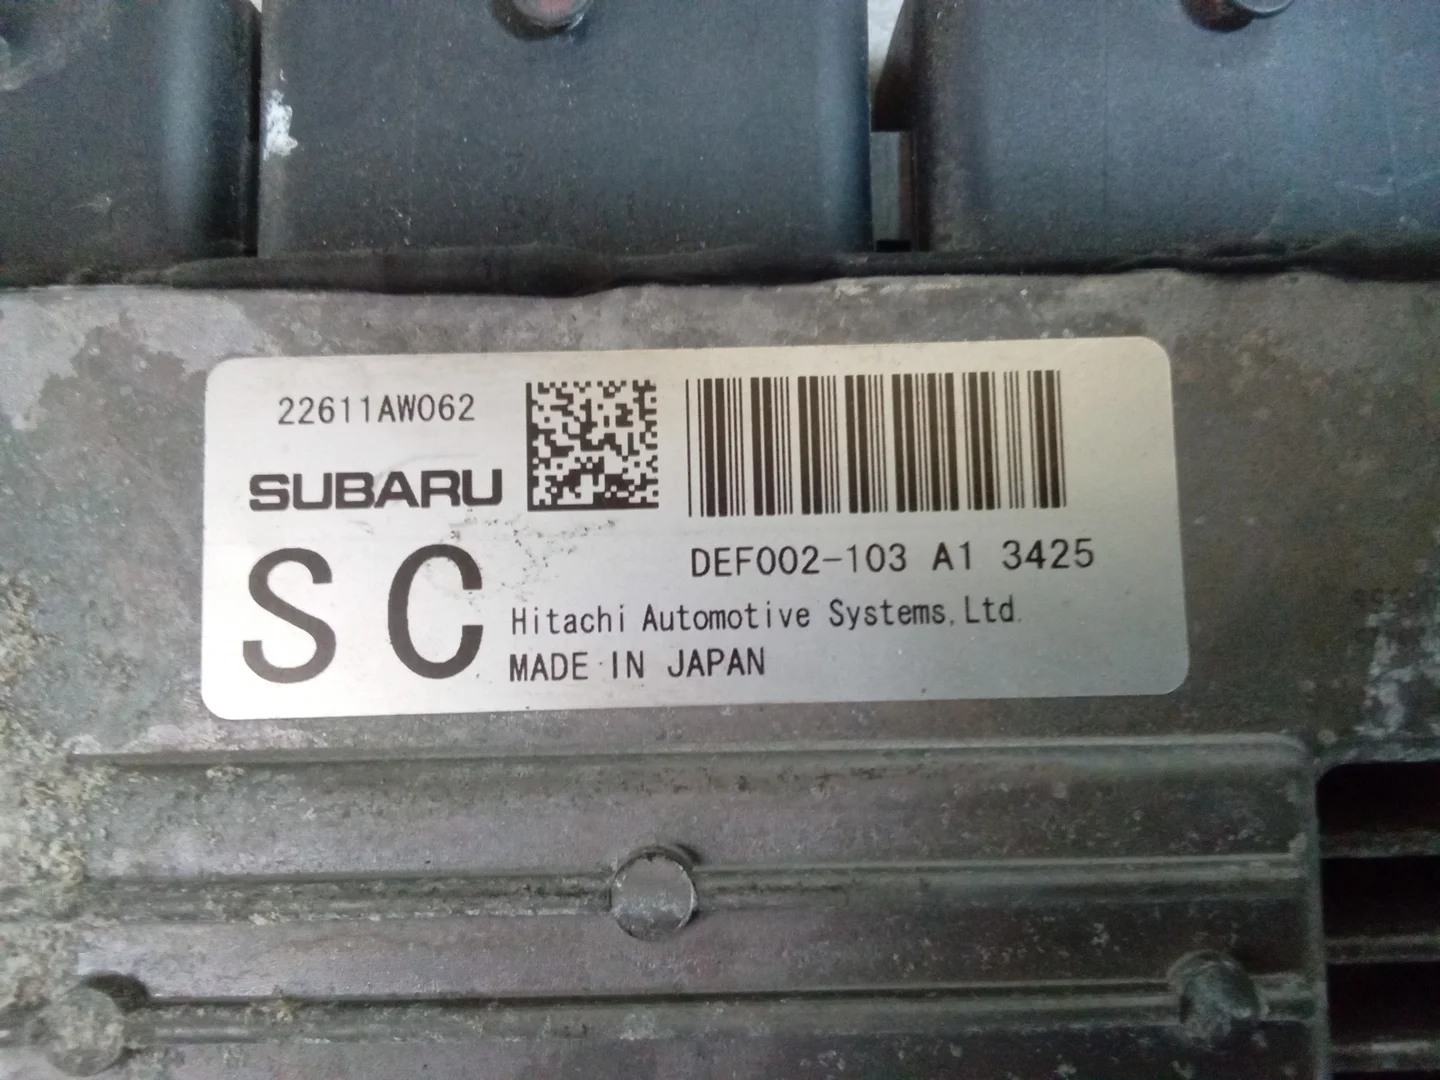 22611AW062
SUBARU
SC
DEF002-103 A1 3425
Hitachi Automotive Systems, Ltd.
MADE IN JAPAN